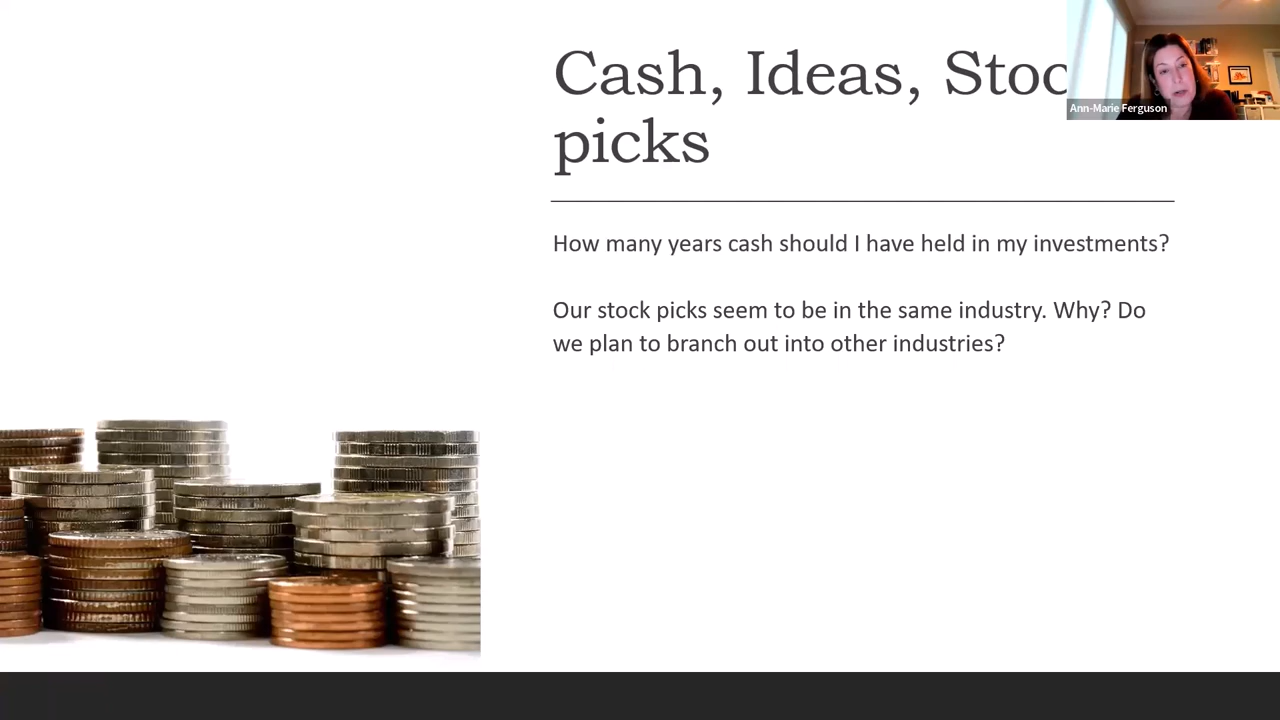 Cash, Ideas, Stoc
picks
Ann-Marie Ferguson
How many years cash should I have held in my investments?
Our stock picks seem to be in the same industry. Why? Do
we plan to branch out into other industries?